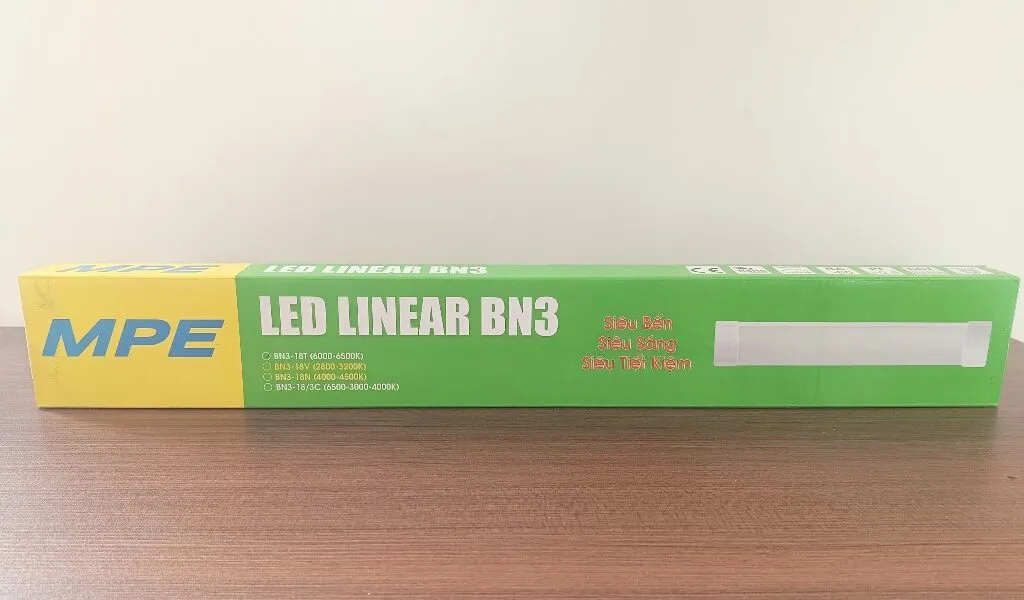 MPE
LED LINEAR BN3
MPE
LED LINEAR BN3
BN3-18T (6000-6500K)
BN3-18V (2800-3200K)
BN3-18N (4000-4500K)
BN3-18/3C (6500-3000-4000K)
Siêu Bền
Siêu Sáng
Siêu Tiết Kiệm
CE